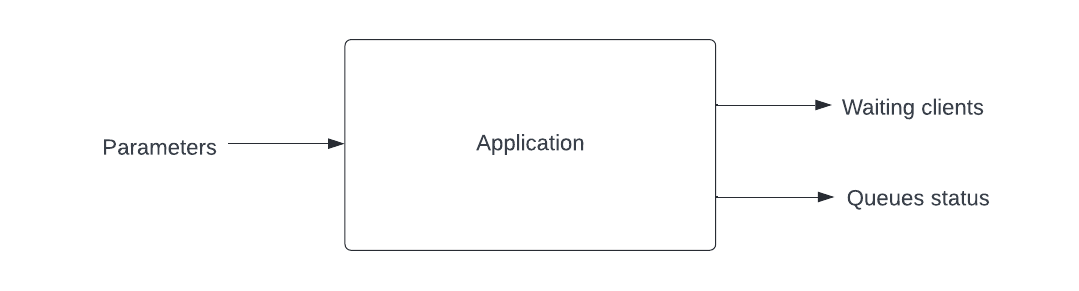 Parameters
Application
Waiting clients
Queues status